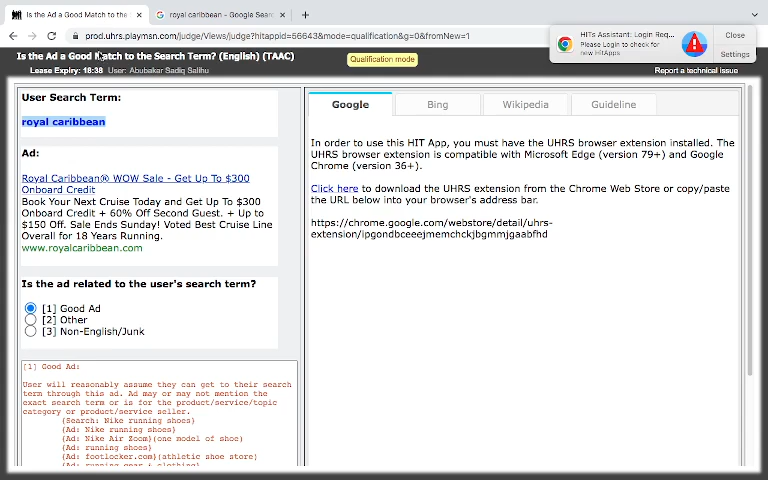 Is the Ad a Good Match to the
royal caribbean - Google Sear
prod.uhrs.playmsn.com/judge/Views/judge?hitappid=56643&mode=qualification&g=0&fromNew=1
HITs Assistant: Login Req...
Please Login to check for
new HitApps
Close
Settings
Is the Ad a Good Match to the Search Term? (English) (TAAC)
Lease Expiry: 18:38 User: Abubakar Sadiq Salihu
Qualification mode
Report a technical issue
User Search Term:
royal caribbean
Ad:
Royal Caribbean® WOW Sale - Get Up To $300
Onboard Credit
Book Your Next Cruise Today and Get Up To $300
Onboard Credit + 60% Off Second Guest. + Up to
$150 Off. Sale Ends Sunday! Voted Best Cruise Line
Overall for 18 Years Running.
www.royalcaribbean.com
Is the ad related to the user's search term?
[1] Good Ad
[2] Other
[3] Non-English/Junk
[1] Good Ad:
User will reasonably assume they can get to their search
term through this ad. Ad may or may not mention the
exact search term or is for the product/service/topic
category or product/service seller.
{Search: Nike running shoes}
{Ad: Nike running shoes}
{Ad: Nike Air Zoom}(one model of shoe)
{Ad: running shoes}
{Ad: footlocker.com}(athletic shoe store)
{Ad: running gear & clothing}
Google
Bing
Wikipedia
Guideline
In order to use this HIT App, you must have the UHRS browser extension installed. The
UHRS browser extension is compatible with Microsoft Edge (version 79+) and Google
Chrome (version 36+).
Click here to download the UHRS extension from the Chrome Web Store or copy/paste
the URL below into your browser's address bar.
https://chrome.google.com/webstore/detail/uhrs-
extension/ipgondbceeejmemchckjbgmmjgaabfhd